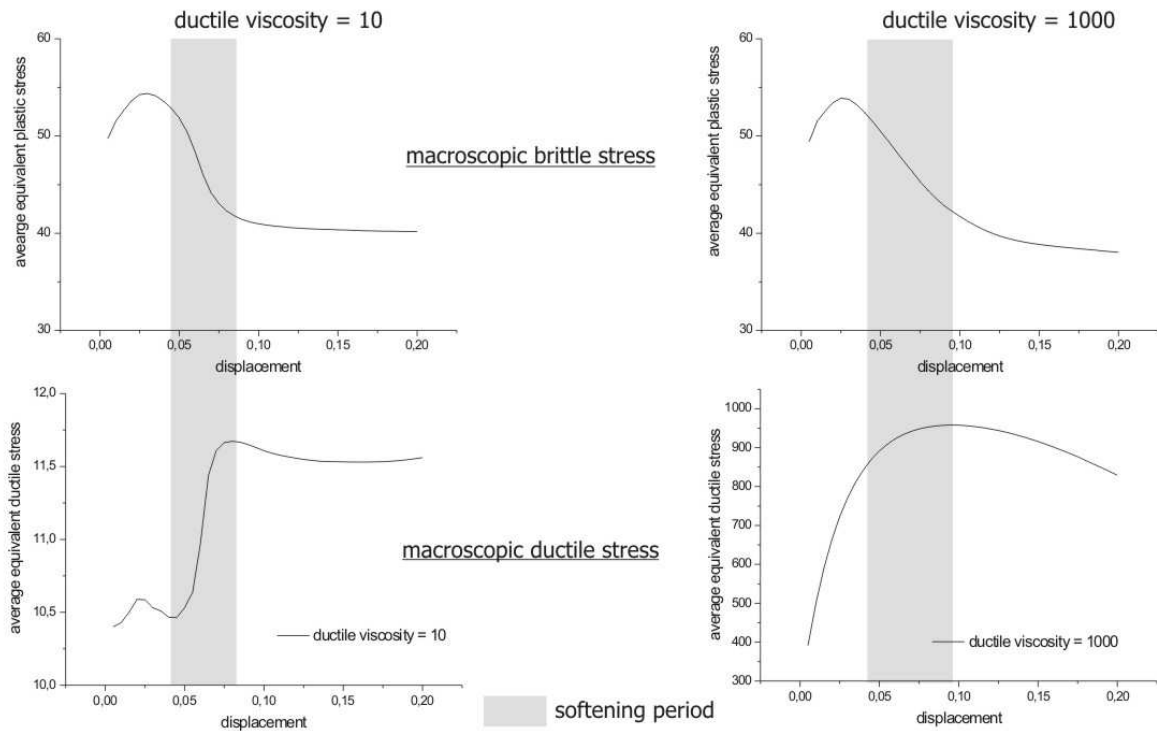 ductile viscosity = 10
ductile viscosity = 1000
60
50
40
30
avearge equivalent plastic stress
0,00 0,05 0,10 0,15 0,20
displacement
macroscopic brittle stress
60
50
40
30
average equivalent plastic stress
0,00 0,05 0,10 0,15 0,20
displacement
12,0
11,5
11,0
10,5
10,0
average equivalent ductile stress
ductile viscosity = 10
0,00 0,05 0,10 0,15 0,20
displacement
macroscopic ductile stress
1000
900
800
700
600
500
400
300
average equivalent ductile stress
ductile viscosity = 1000
0,00 0,05 0,10 0,15 0,20
displacement
softening period